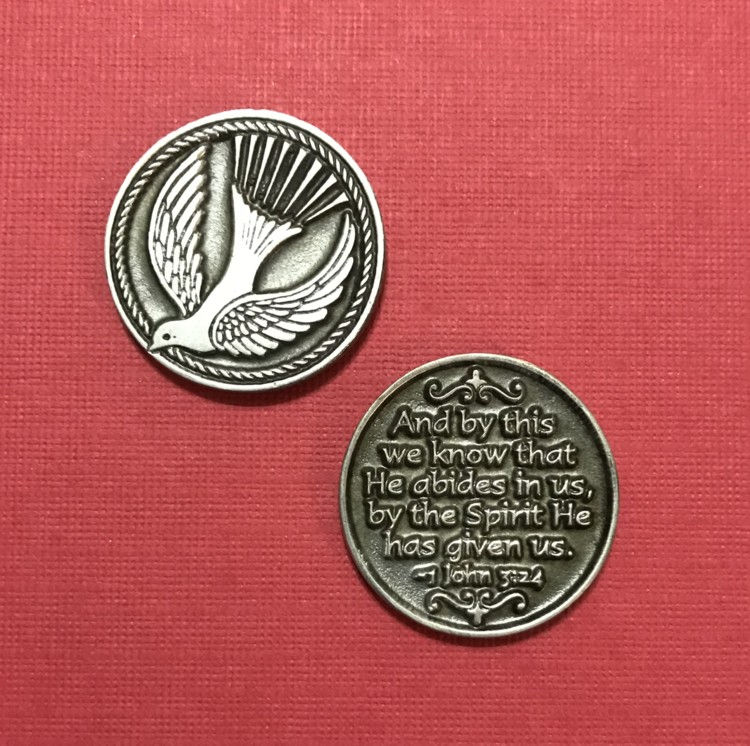 And by this
we know that
He abides in us,
by the Spirit He
has given us.
~1 John 3:24